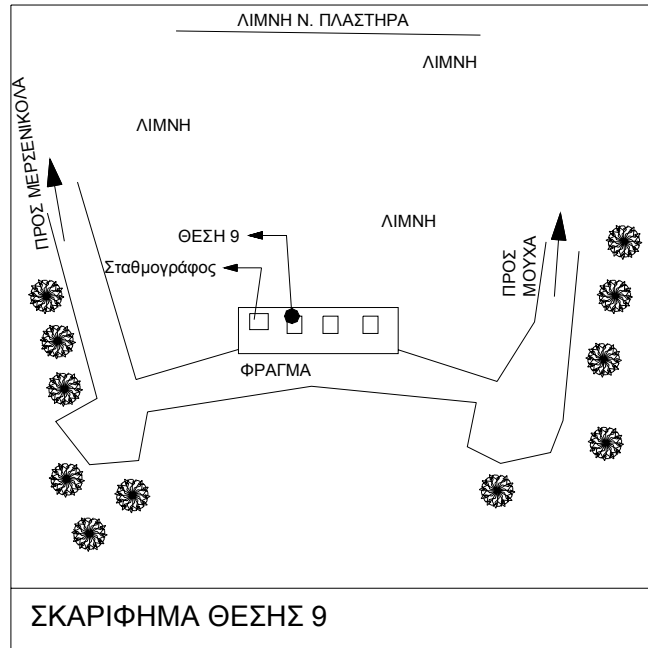 ΛΙΜΝΗ Ν. ΠΛΑΣΤΗΡΑ
ΛΙΜΝΗ
ΛΙΜΝΗ
ΠΡΟΣ ΜΕΡΣΕΝΙΚΟΛΑ
ΛΙΜΝΗ
ΘΕΣΗ 9
Σταθμογράφος
ΠΡΟΣ
ΜΟΥΧΑ
ΦΡΑΓΜΑ
ΣΚΑΡΙΦΗΜΑ ΘΕΣΗΣ 9